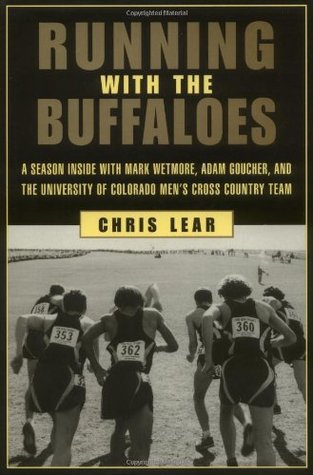 RUNNING
WITH THE
BUFFALOES
A SEASON INSIDE WITH MARK WETMORE, ADAM GOUCHER, AND
THE UNIVERSITY OF COLORADO MEN'S CROSS COUNTRY TEAM
CHRIS LEAR
353
362
360